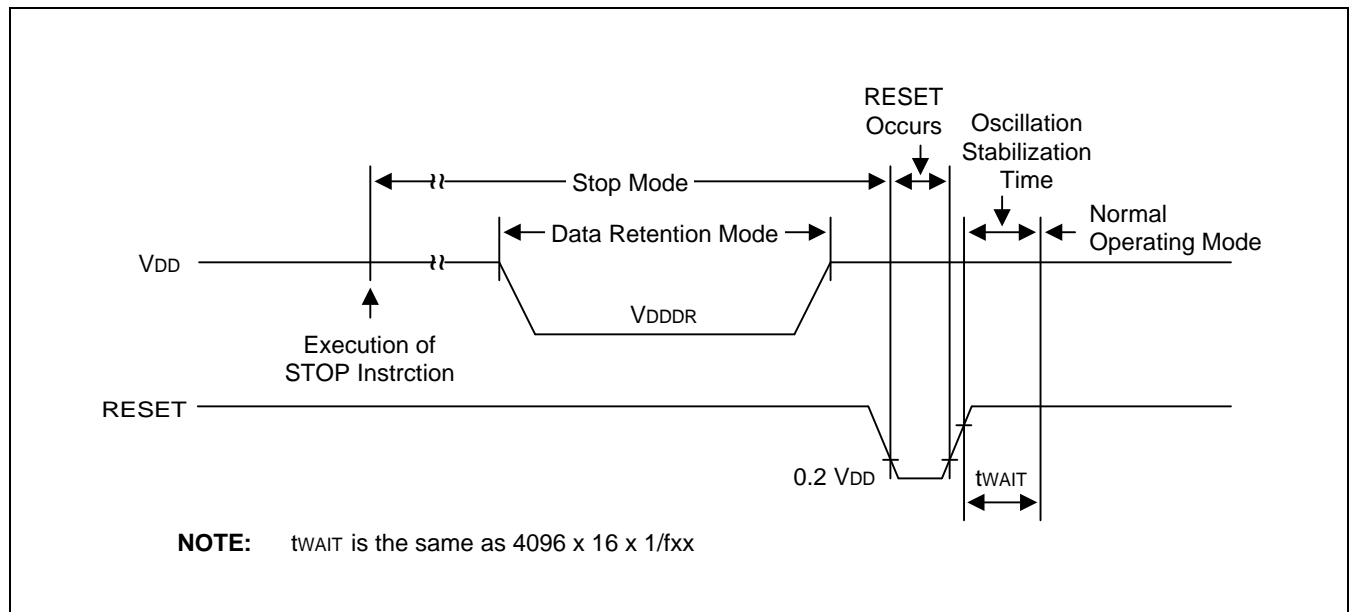 RESET
Occurs
Oscillation
Stabilization
Time
Stop Mode
Normal
Operating Mode
Data Retention Mode
VDD
VDDDR
Execution of
STOP Instrction
RESET
0.2 VDD
tWAIT
NOTE: tWAIT is the same as 4096 x 16 x 1/fxx